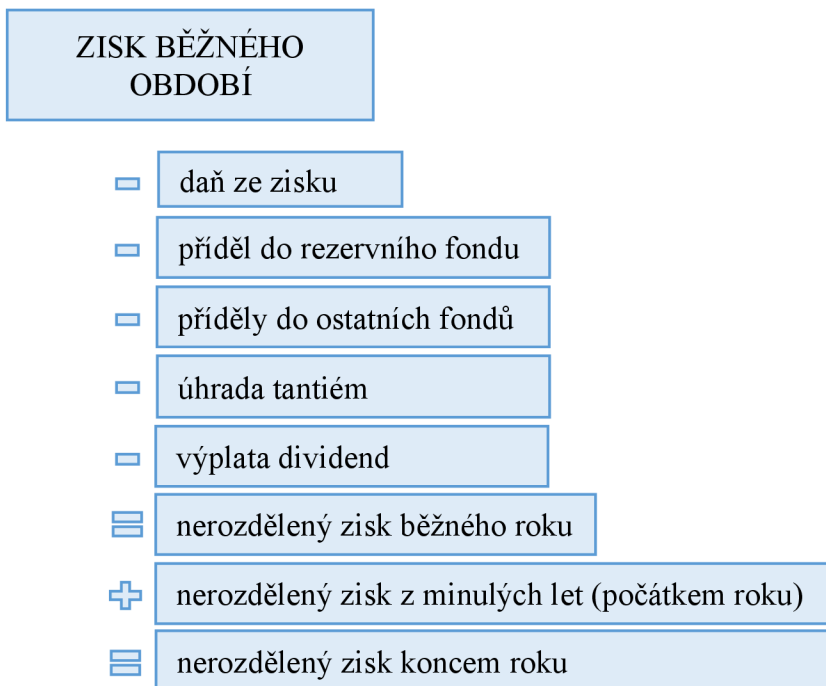 ZISK BĚŽNÉHO
OBDOBÍ
daň ze zisku
příděl do rezervního fondu
příděly do ostatních fondů
úhrada tantiém
výplata dividend
nerozdělený zisk běžného roku
nerozdělený zisk z minulých let (počátkem roku)
nerozdělený zisk koncem roku